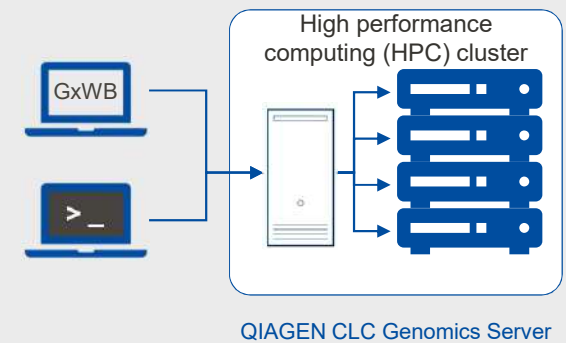 High performance
computing (HPC) cluster
GxWB
>_
QIAGEN CLC Genomics Server